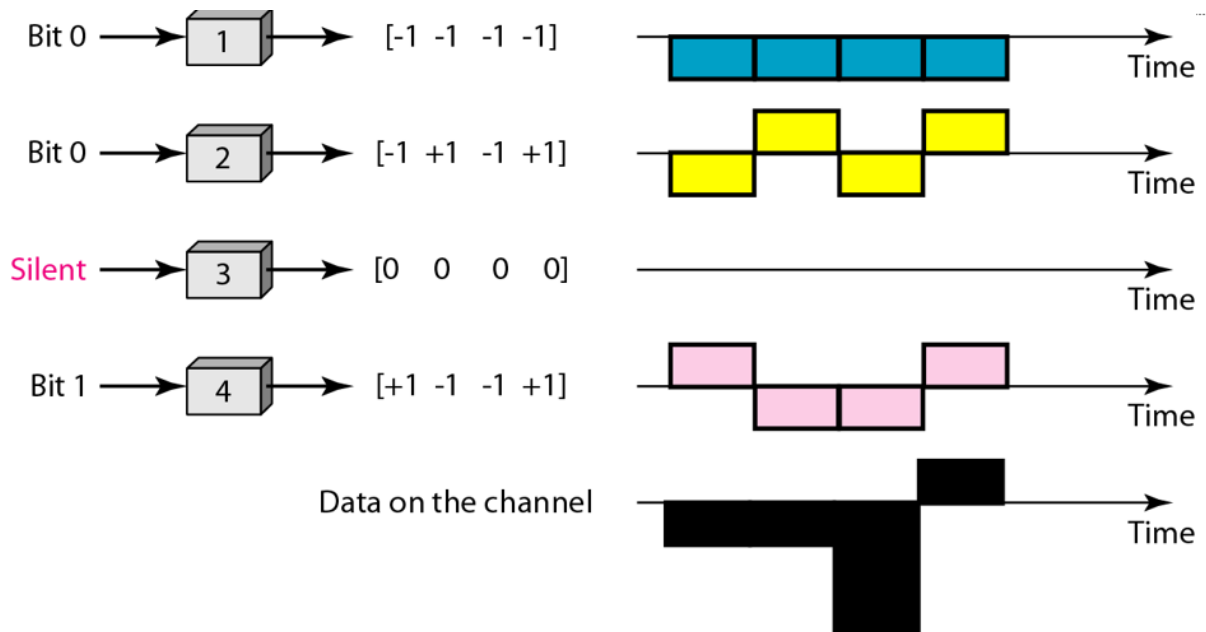 Bit 0 1 [-1 -1 -1 -1]
Time
Bit 0 2 [-1 +1 -1 +1]
Time
Silent 3 [0 0 0 0]
Time
Bit 1 4 [+1 -1 -1 +1]
Time
Data on the channel
Time